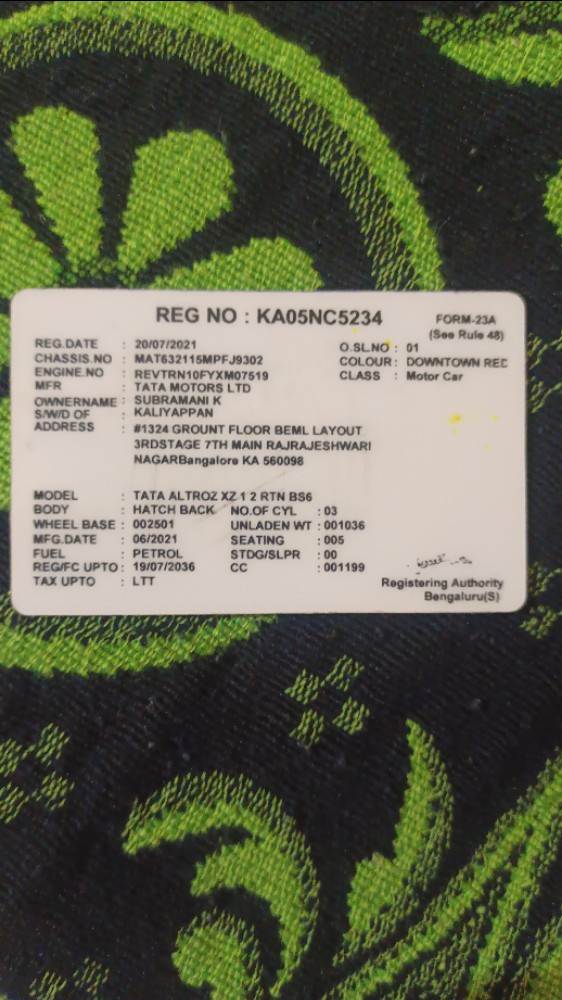 REG NO : KA05NC5234
FORM-23A
(See Rule 48)
REG.DATE : 20/07/2021 O.SL.NO : 01
CHASSIS.NO : MAT632115MPFJ9302 COLOUR : DOWNTOWN RED
ENGINE.NO : REVTRN10FYXM07519 CLASS : Motor Car
MFR : TATA MOTORS LTD
OWNERNAME : SUBRAMANI K
S/W/D OF : KALIYAPPAN
ADDRESS : #1324 GROUNT FLOOR BEML LAYOUT
3RDSTAGE 7TH MAIN RAJRAJESHWARI
NAGARBangalore KA 560098
MODEL : TATA ALTROZ XZ 1 2 RTN BS6
BODY : HATCH BACK NO.OF CYL : 03
WHEEL BASE : 002501 UNLADEN WT : 001036
MFG.DATE : 06/2021 SEATING : 005
FUEL : PETROL STDG/SLPR : 00
REG/FC UPTO : 19/07/2036 CC : 001199
TAX UPTO : LTT
Registering Authority
Bengaluru(S)